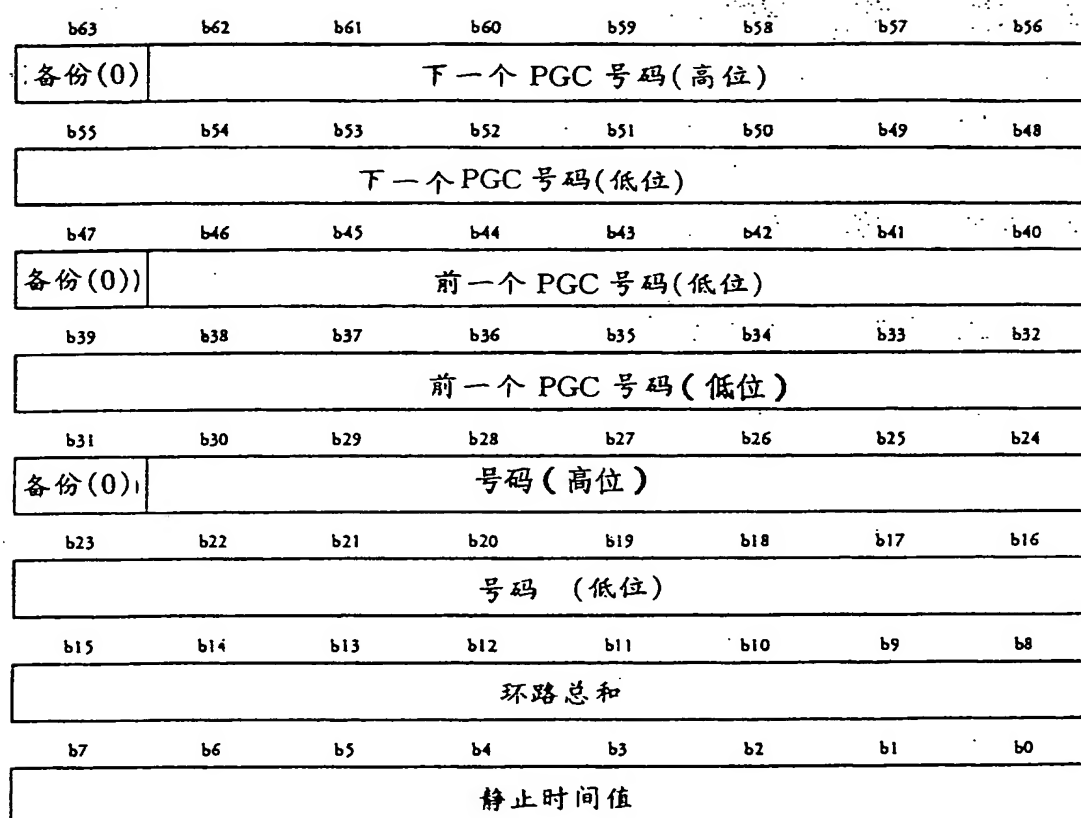 b63 b62 b61 b60 b59 b58 b57 b56
备份(0) 下一个 PGC 号码(高位)
b55 b54 b53 b52 b51 b50 b49 b48
下一个PGC 号码(低位)
b47 b46 b45 b44 b43 b42 b41 b40
备份(0)) 前一个 PGC 号码(低位)
b39 b38 b37 b36 b35 b34 b33 b32
前一个 PGC 号码(低位)
b31 b30 b29 b28 b27 b26 b25 b24
备份(0) 号码(高位)
b23 b22 b21 b20 b19 b18 b17 b16
号码 (低位)
b15 b14 b13 b12 b11 b10 b9 b8
环路总和
b7 b6 b5 b4 b3 b2 b1 b0
静止时间值